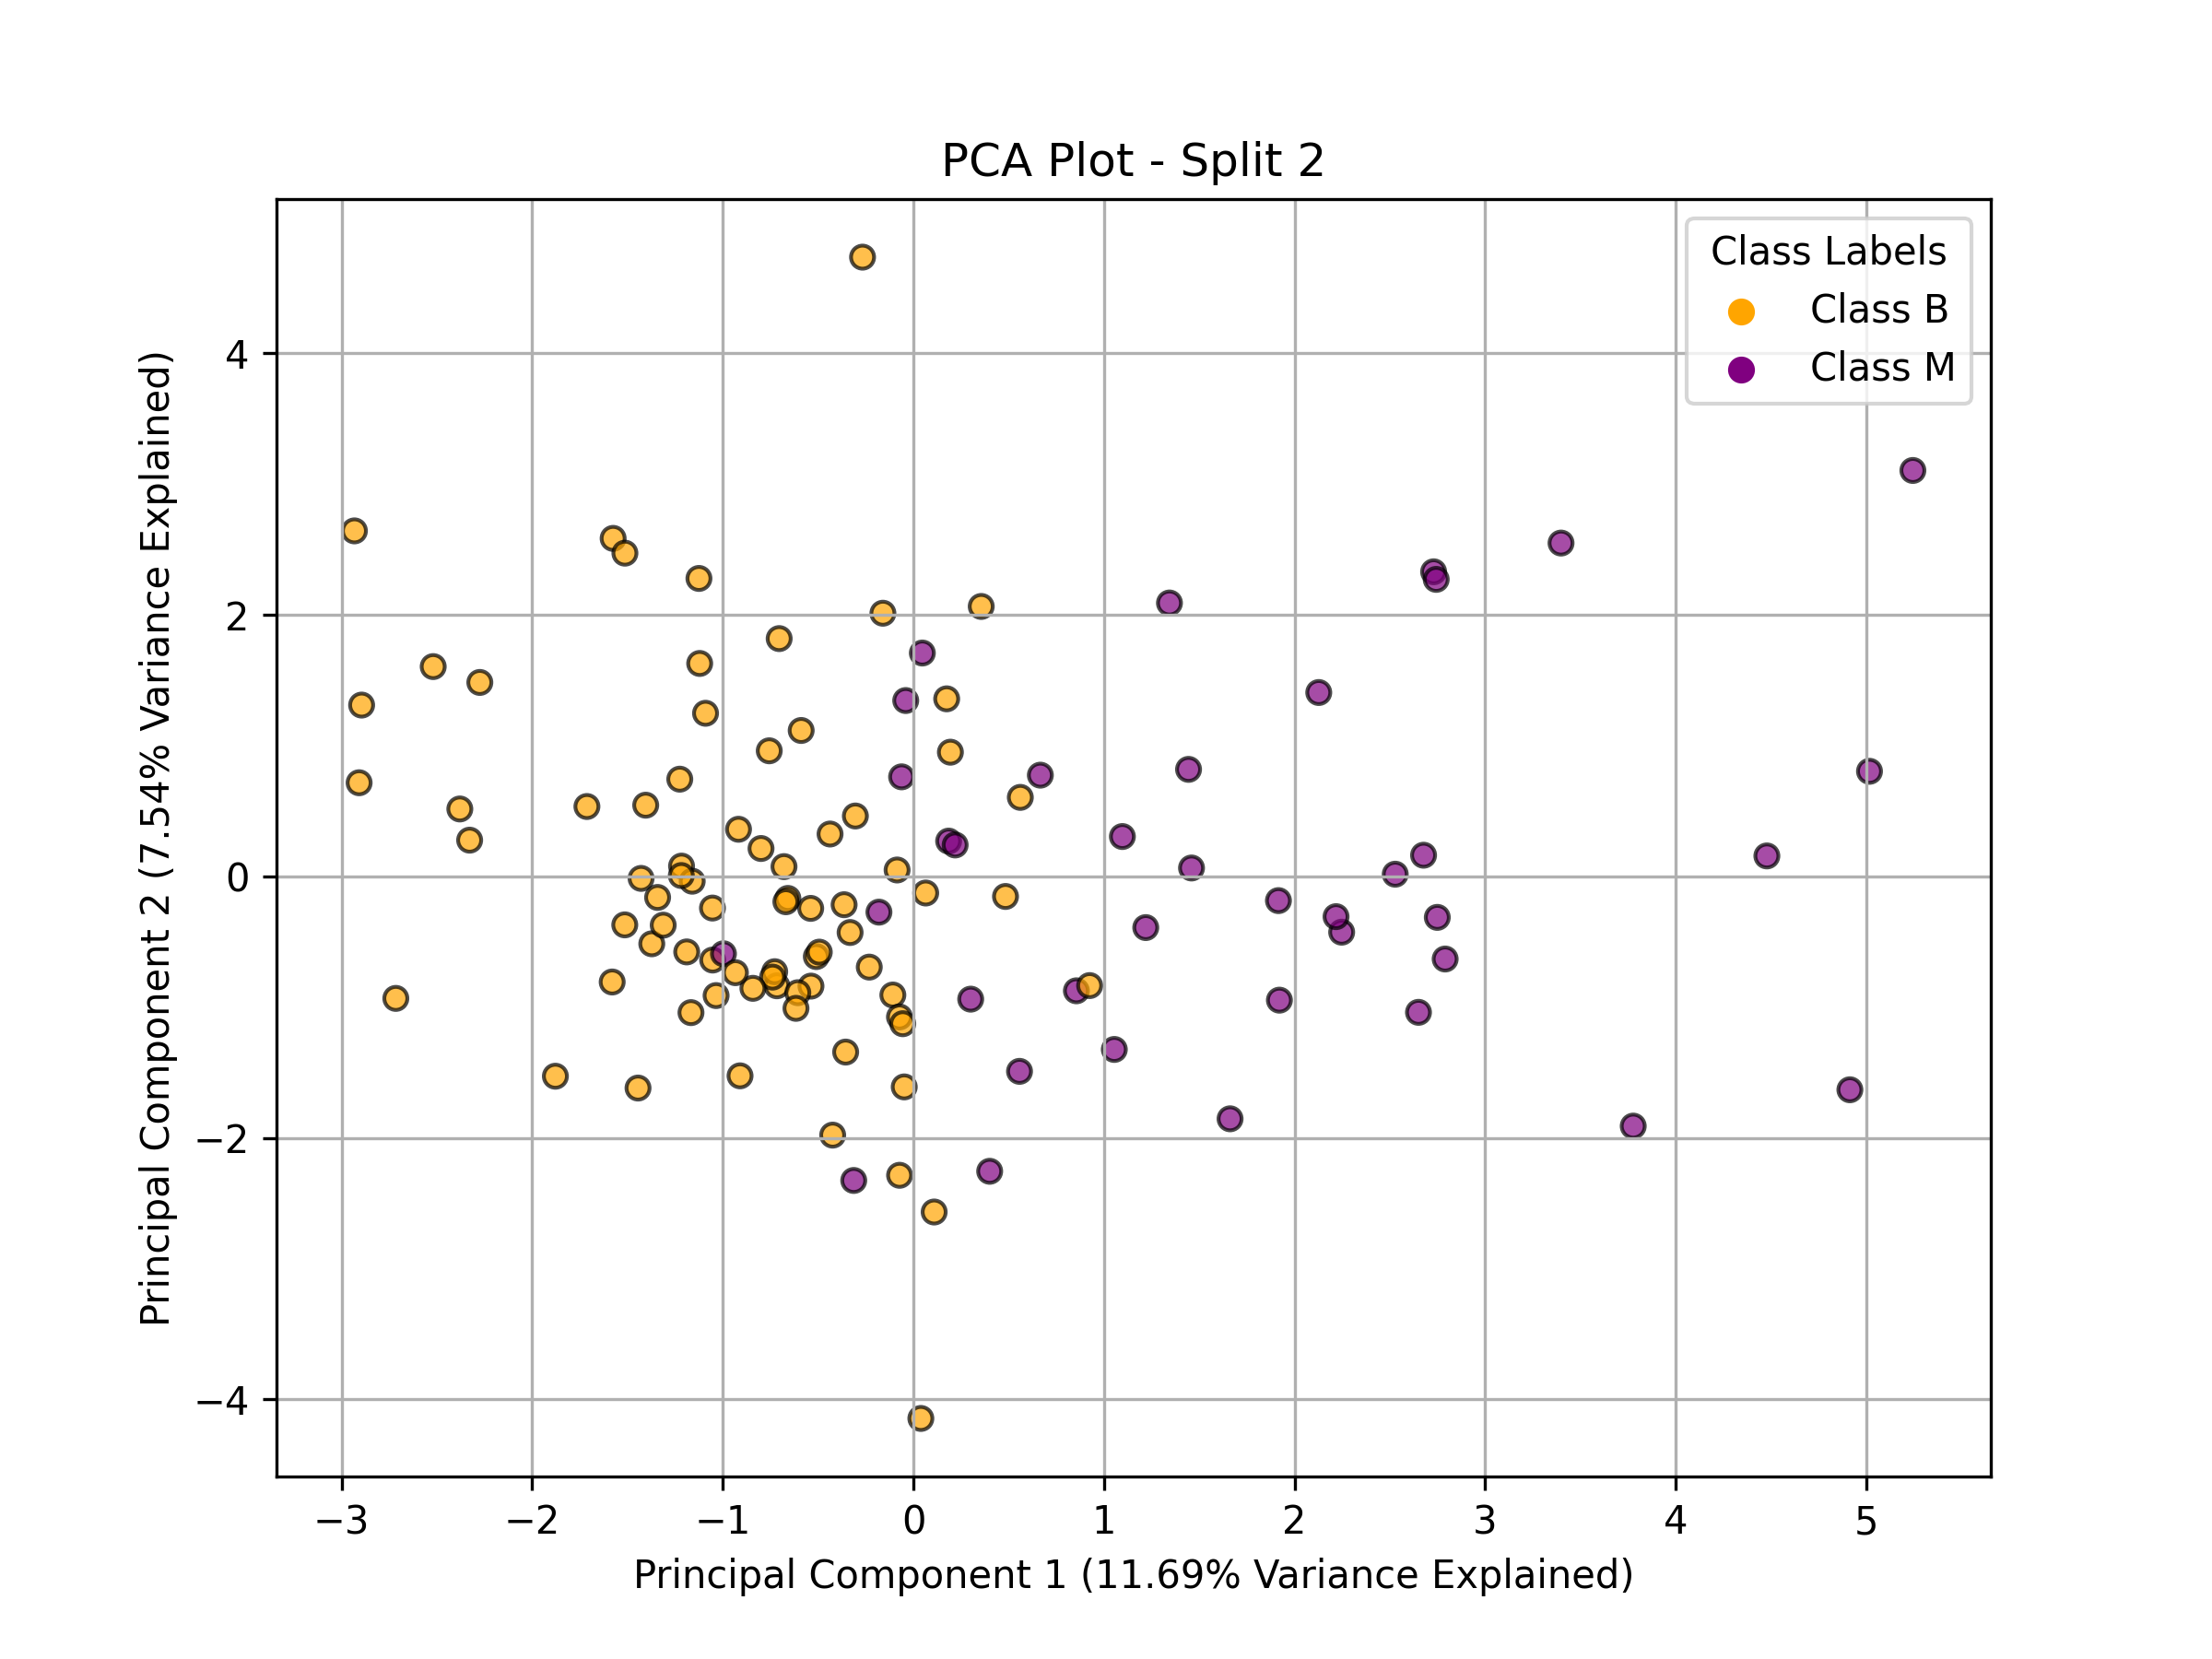 PCA Plot - Split 2
Class Labels
Class B
Class M
Principal Component 2 (7.54% Variance Explained)
4
2
0
−2
−4
−3 −2 −1 0 1 2 3 4 5
Principal Component 1 (11.69% Variance Explained)